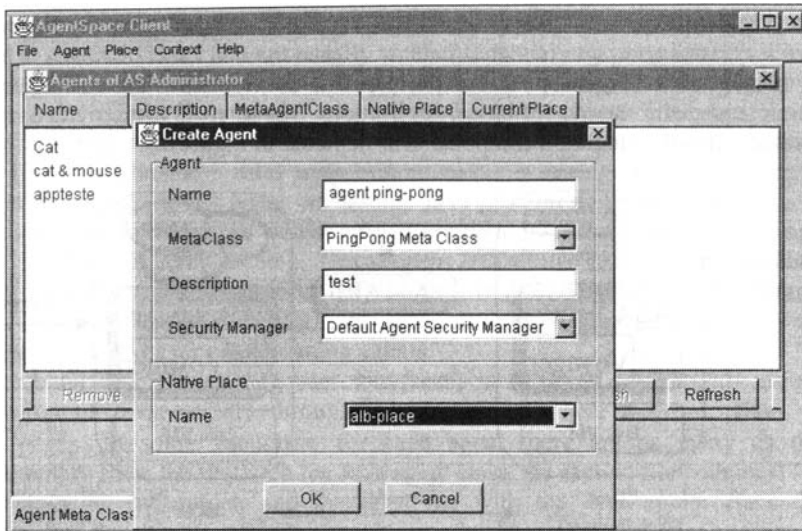 AgentSpace Client
File Agent Place Context Help
Agents of AS-Administrator
Name Description MetaAgentClass Native Place Current Place
Create Agent
Cat
cat & mouse
appteste
Agent
Name agent ping-pong
MetaClass PingPong Meta Class
Description test
Security Manager Default Agent Security Manager
Native Place
Name alb-place
Remove Refresh
OK Cancel
Agent Meta Clas